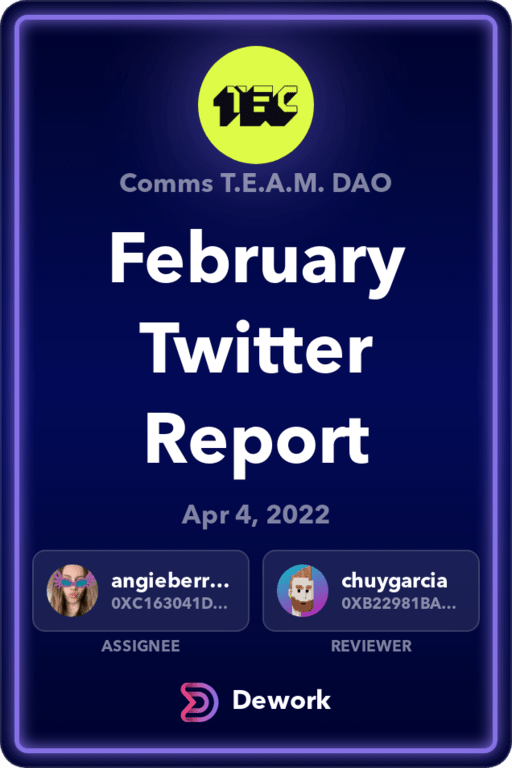 TEC
Comms T.E.A.M. DAO
February
Twitter
Report
Apr 4, 2022
angieberr...
0XC163041D...
chuygarcia
0XB22981BA...
ASSIGNEE
REVIEWER
Dework